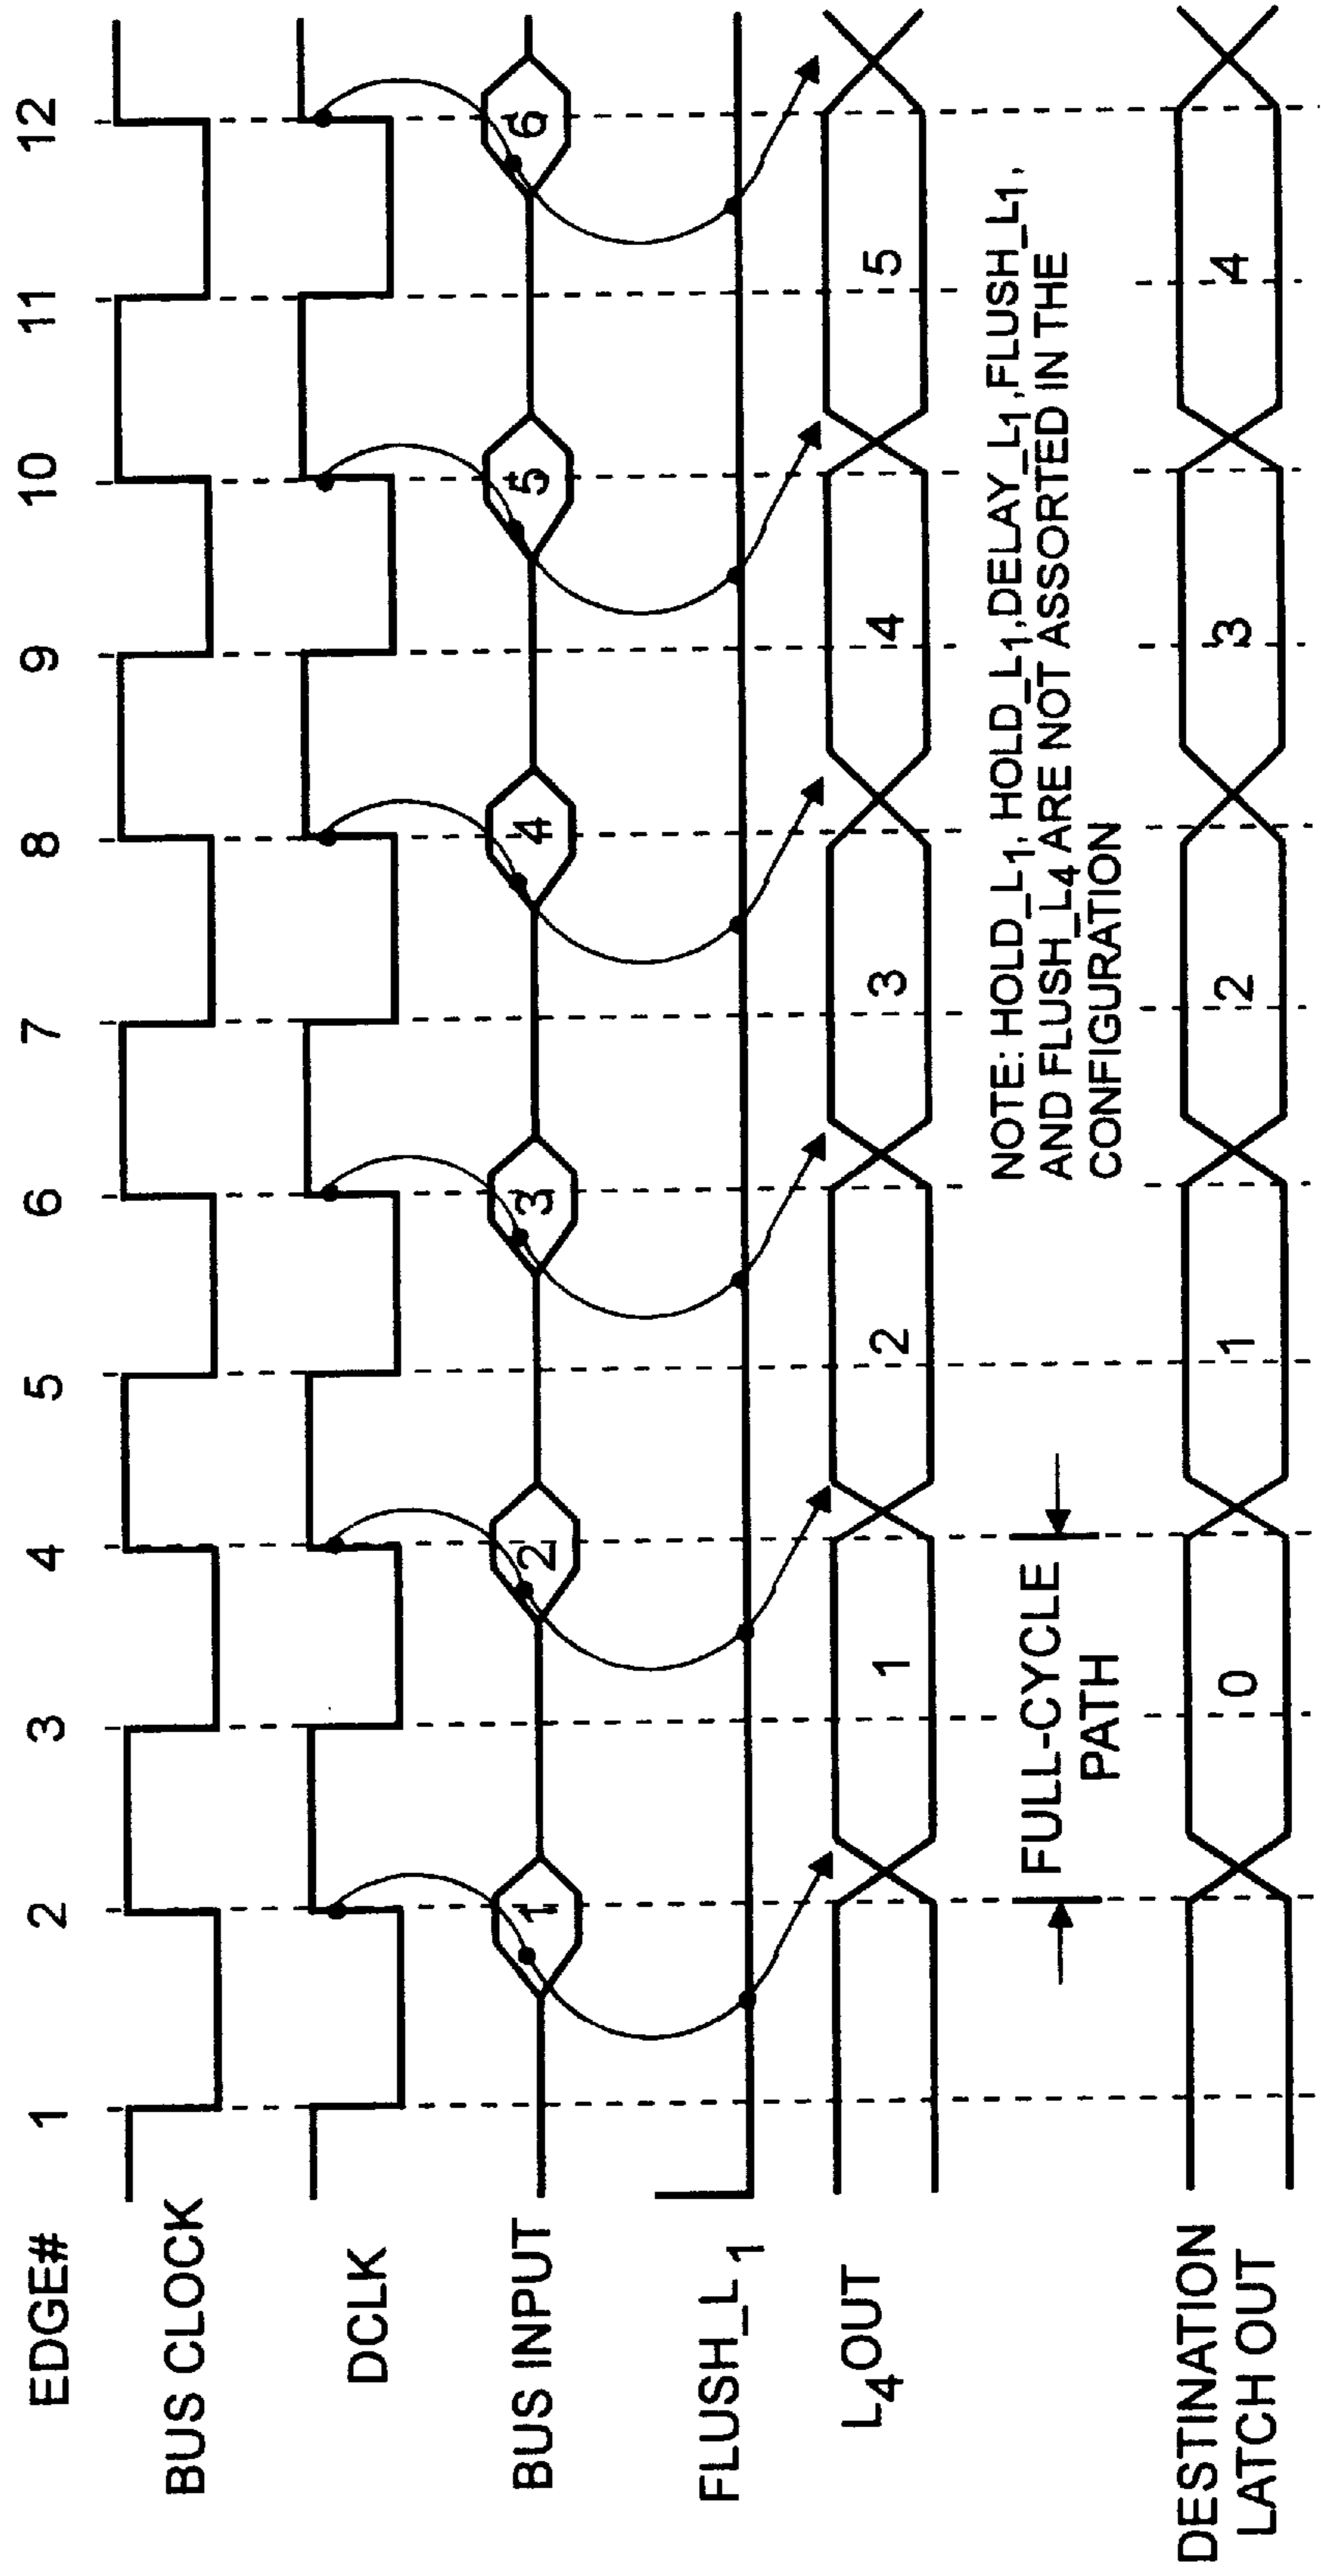 EDGE# 1 2 3 4 5 6 7 8 9 10 11 12
BUS CLOCK
DCLK
BUS INPUT 1 2 3 4 5 6
FLUSH_L1
L4OUT 1 2 3 4 5
FULL-CYCLE
PATH
NOTE: HOLD_L1, HOLD_L1,DELAY_L1,FLUSH_L1,
AND FLUSH_L4 ARE NOT ASSORTED IN THE
CONFIGURATION
DESTINATION
LATCH OUT 0 1 2 3 4